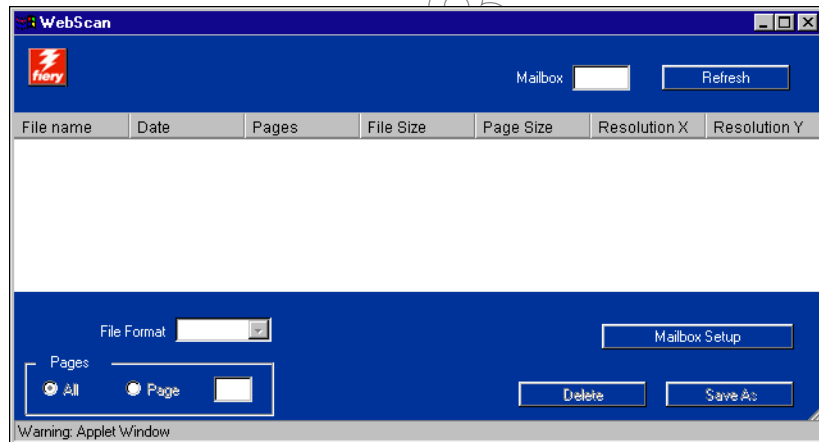 WebScan
fiery
Mailbox Refresh
File name Date Pages File Size Page Size Resolution X Resolution Y
File Format
Mailbox Setup
Pages
All Page
Delete Save As
Warning: Applet Window